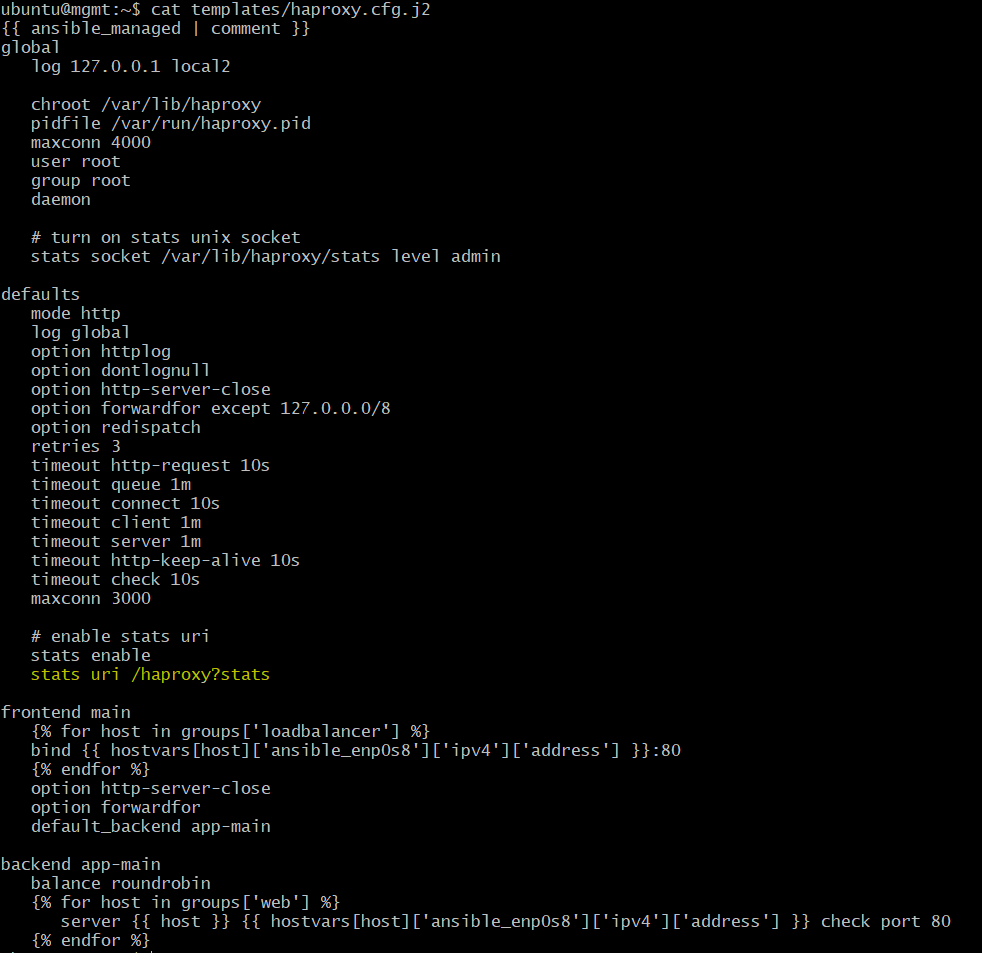 ubuntu@mgmt:~$ cat templates/haproxy.cfg.j2
{{ ansible_managed | comment }}
global
   log 127.0.0.1 local2

   chroot /var/lib/haproxy
   pidfile /var/run/haproxy.pid
   maxconn 4000
   user root
   group root
   daemon

   # turn on stats unix socket
   stats socket /var/lib/haproxy/stats level admin

defaults
   mode http
   log global
   option httplog
   option dontlognull
   option http-server-close
   option forwardfor except 127.0.0.0/8
   option redispatch
   retries 3
   timeout http-request 10s
   timeout queue 1m
   timeout connect 10s
   timeout client 1m
   timeout server 1m
   timeout http-keep-alive 10s
   timeout check 10s
   maxconn 3000

   # enable stats uri
   stats enable
   stats uri /haproxy?stats

frontend main
   {% for host in groups['loadbalancer'] %}
   bind {{ hostvars[host]['ansible_enp0s8']['ipv4']['address'] }}:80
   {% endfor %}
   option http-server-close
   option forwardfor
   default_backend app-main

backend app-main
   balance roundrobin
   {% for host in groups['web'] %}
      server {{ host }} {{ hostvars[host]['ansible_enp0s8']['ipv4']['address'] }} check port 80
   {% endfor %}